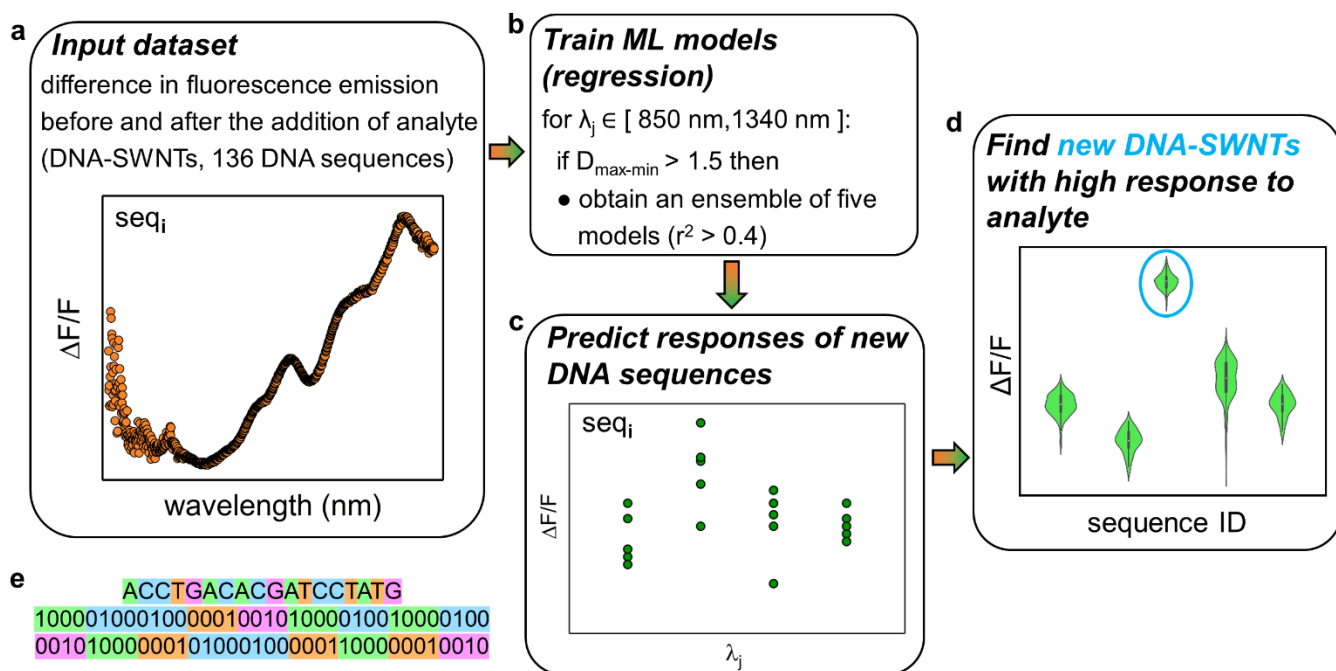 a
Input dataset
difference in fluorescence emission
before and after the addition of analyte
(DNA-SWNTs, 136 DNA sequences)
seqi
ΔF/F
wavelength (nm)
b
Train ML models
(regression)
for λj ∈ [ 850 nm,1340 nm ]:
if Dmax-min > 1.5 then
● obtain an ensemble of five
models (r² > 0.4)
c
Predict responses of new
DNA sequences
seqi
ΔF/F
λj
d
Find new DNA-SWNTs
with high response to
analyte
ΔF/F
sequence ID
e
ACCTGACACGATCCTATG
100001000100000100101000010010000100
001010000001010001000001100000010010